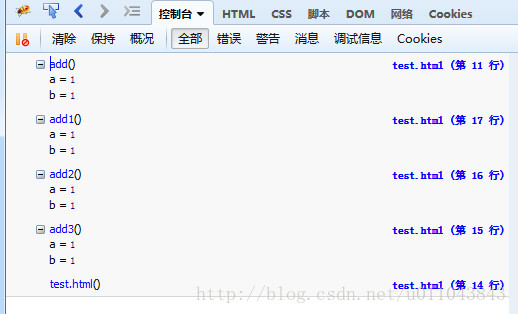 控制台 HTML CSS 脚本 DOM 网络 Cookies
清除 保持 概况 全部 错误 警告 消息 调试信息 Cookies
add() test.html (第 11 行)
a = 1
b = 1
add1() test.html (第 17 行)
a = 1
b = 1
add2() test.html (第 16 行)
a = 1
b = 1
add3() test.html (第 15 行)
a = 1
b = 1
test.html() test.html (第 14 行)
http://blog.csdn.net/u011043843